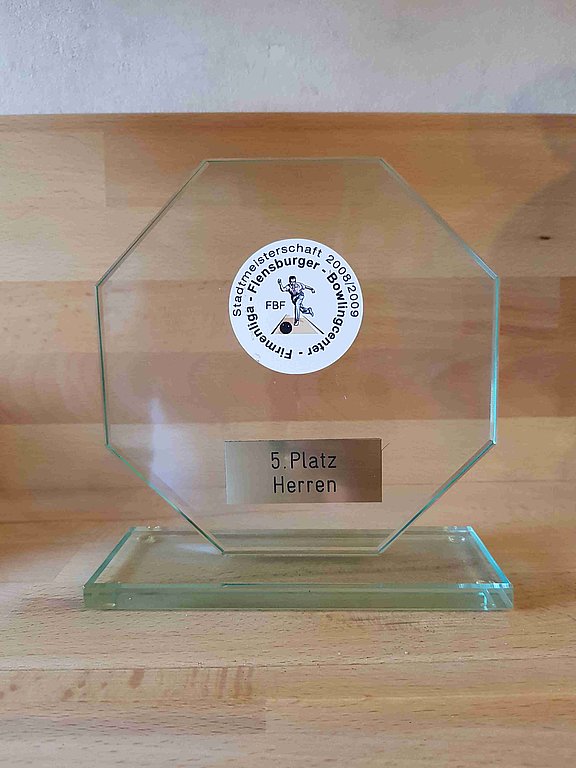 Stadtmeisterschaft 2008/2009
Firmenliga - Flensburger - Bowlingcenter -
FBF
5.Platz
Herren